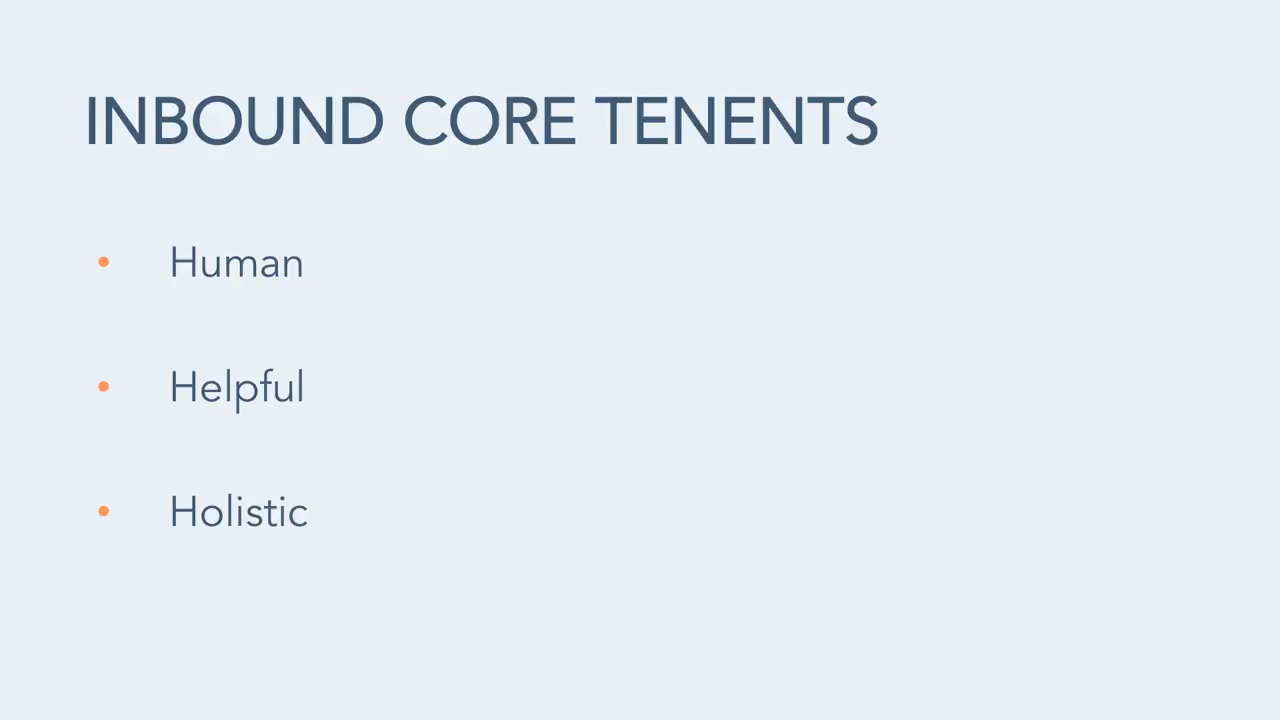 INBOUND CORE TENENTS
• Human
• Helpful
• Holistic